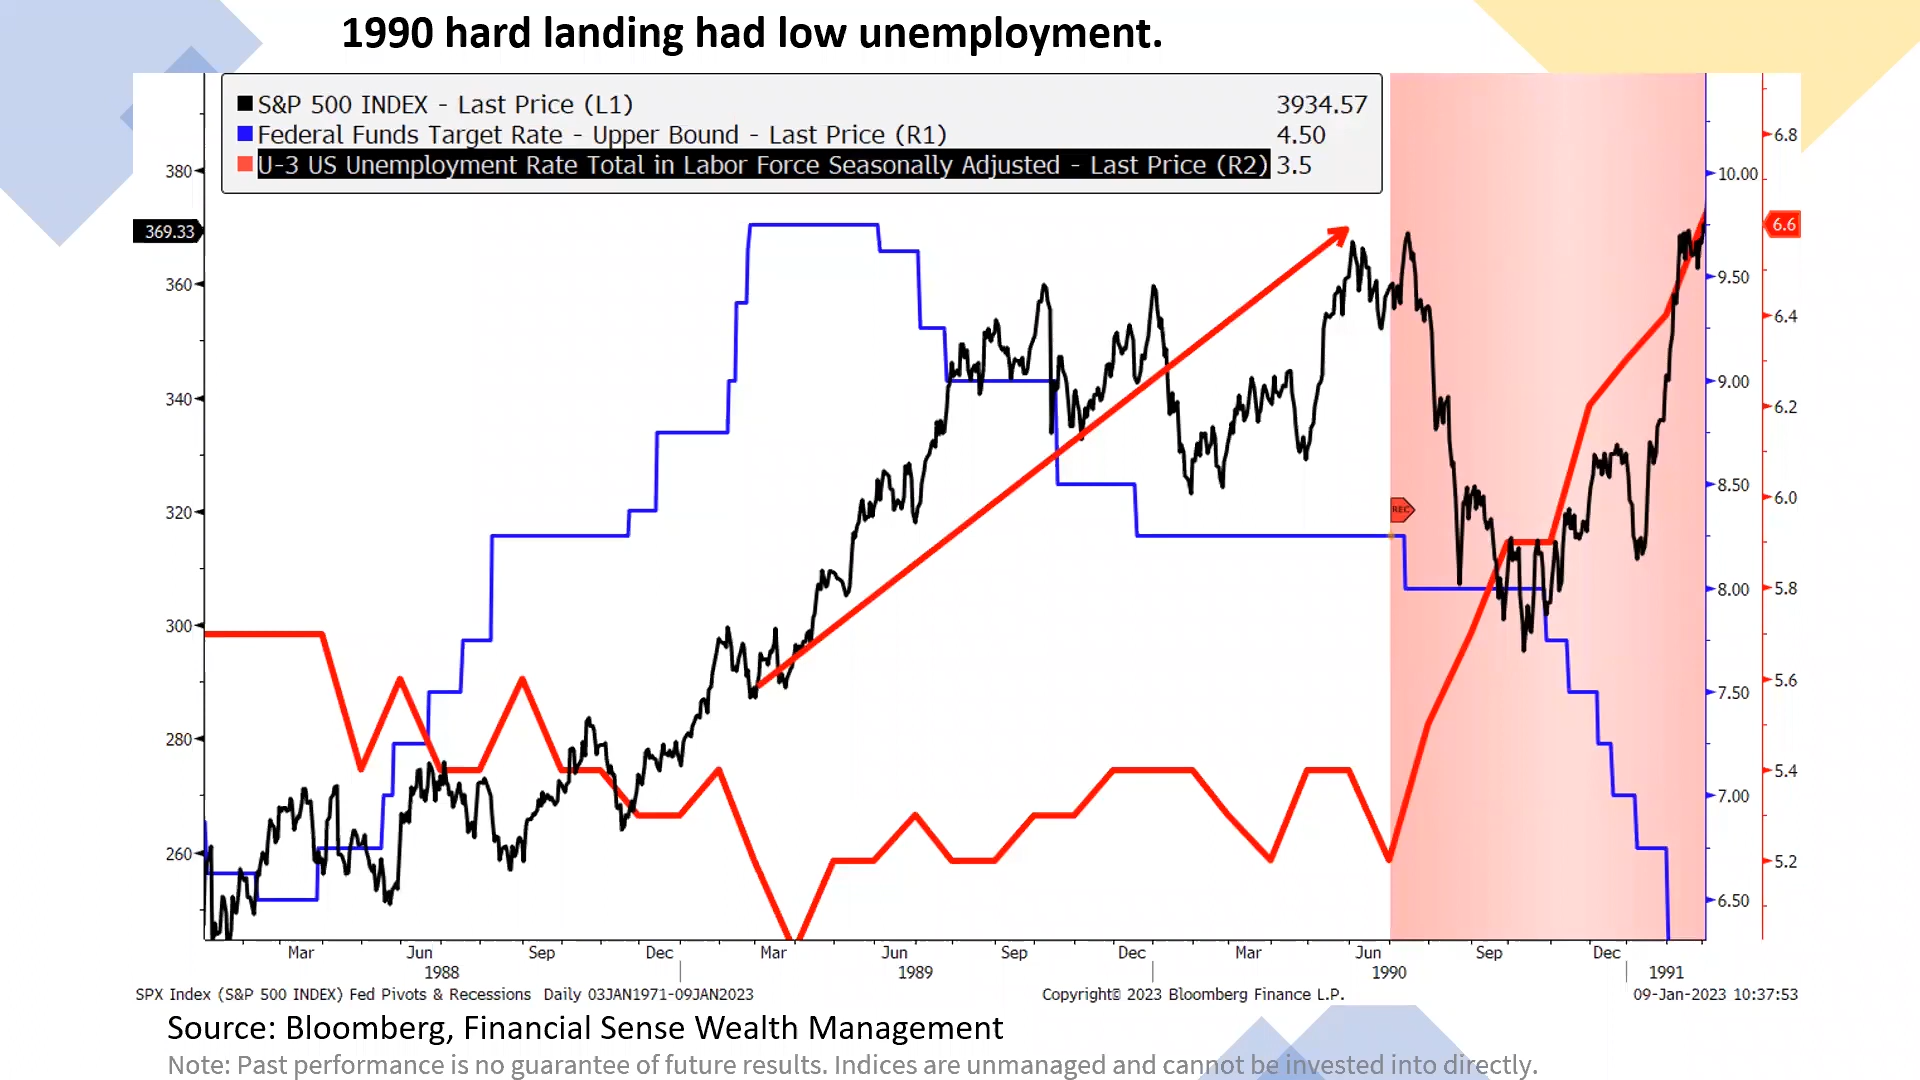 1990 hard landing had low unemployment.
S&P 500 INDEX - Last Price (L1) 3934.57
Federal Funds Target Rate - Upper Bound - Last Price (R1) 4.50
U-3 US Unemployment Rate Total in Labor Force Seasonally Adjusted - Last Price (R2) 3.5
380
369.33
360
340
320
300
280
260
10.00
9.50
9.00
8.50
8.00
7.50
7.00
6.50
6.8
6.6
6.4
6.2
6.0
5.8
5.6
5.4
5.2
REC
Mar Jun Sep Dec Mar Jun Sep Dec Mar Jun Sep Dec
1988 1989 1990 1991
SPX Index (S&P 500 INDEX) Fed Pivots & Recessions Daily 03JAN1971-09JAN2023 Copyright© 2023 Bloomberg Finance L.P. 09-Jan-2023 10:37:53
Source: Bloomberg, Financial Sense Wealth Management
Note: Past performance is no guarantee of future results. Indices are unmanaged and cannot be invested into directly.